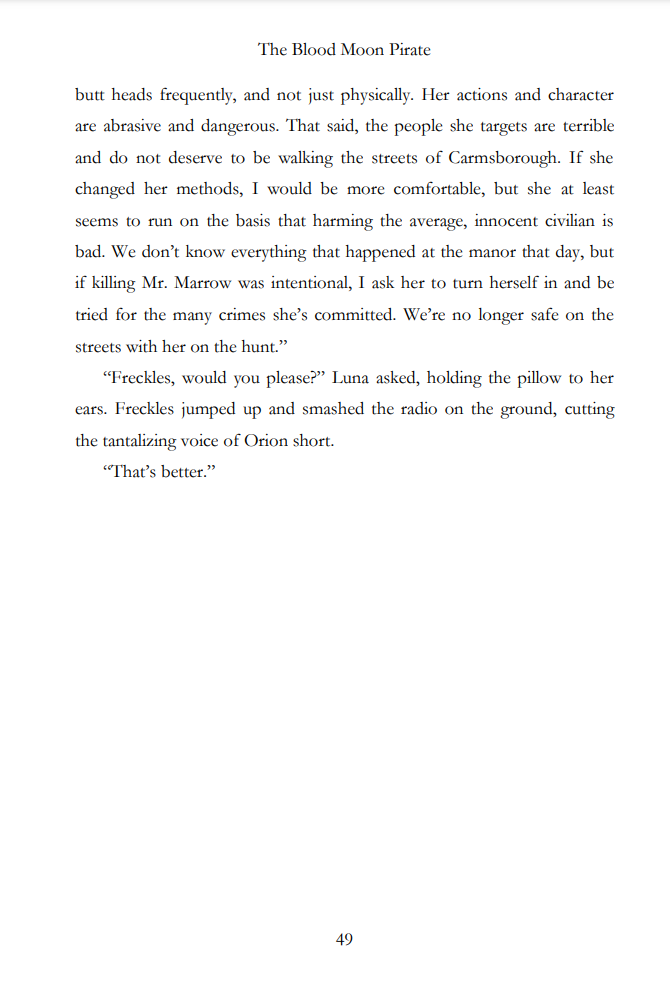 The Blood Moon Pirate
butt heads frequently, and not just physically. Her actions and character
are abrasive and dangerous. That said, the people she targets are terrible
and do not deserve to be walking the streets of Carmsborough. If she
changed her methods, I would be more comfortable, but she at least
seems to run on the basis that harming the average, innocent civilian is
bad. We don’t know everything that happened at the manor that day, but
if killing Mr. Marrow was intentional, I ask her to turn herself in and be
tried for the many crimes she’s committed. We’re no longer safe on the
streets with her on the hunt.”
“Freckles, would you please?” Luna asked, holding the pillow to her
ears. Freckles jumped up and smashed the radio on the ground, cutting
the tantalizing voice of Orion short.
“That’s better.”
49